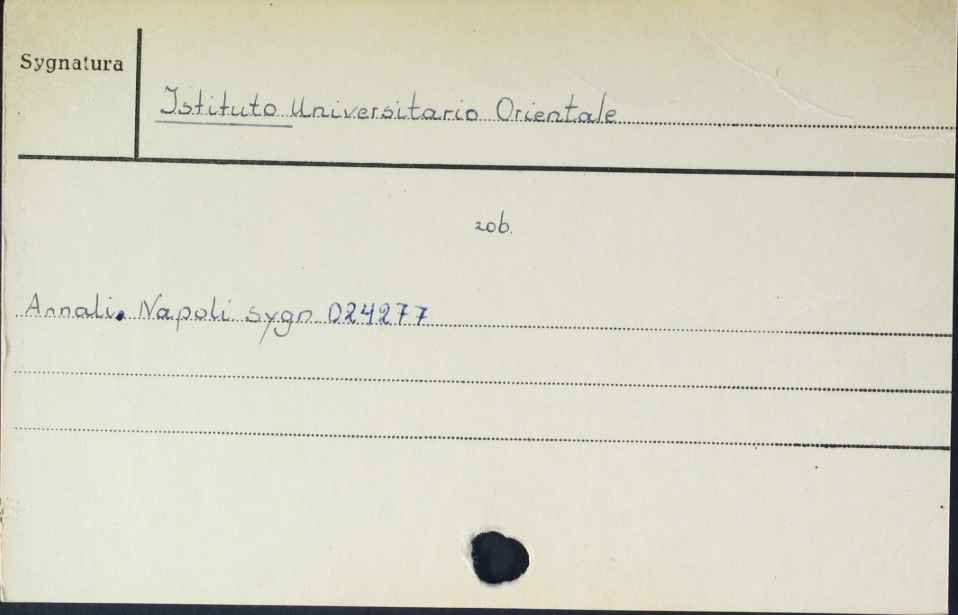 Sygnatura
Istituto Universitario Orientale
zob.
Annali. Napoli sygn 024277